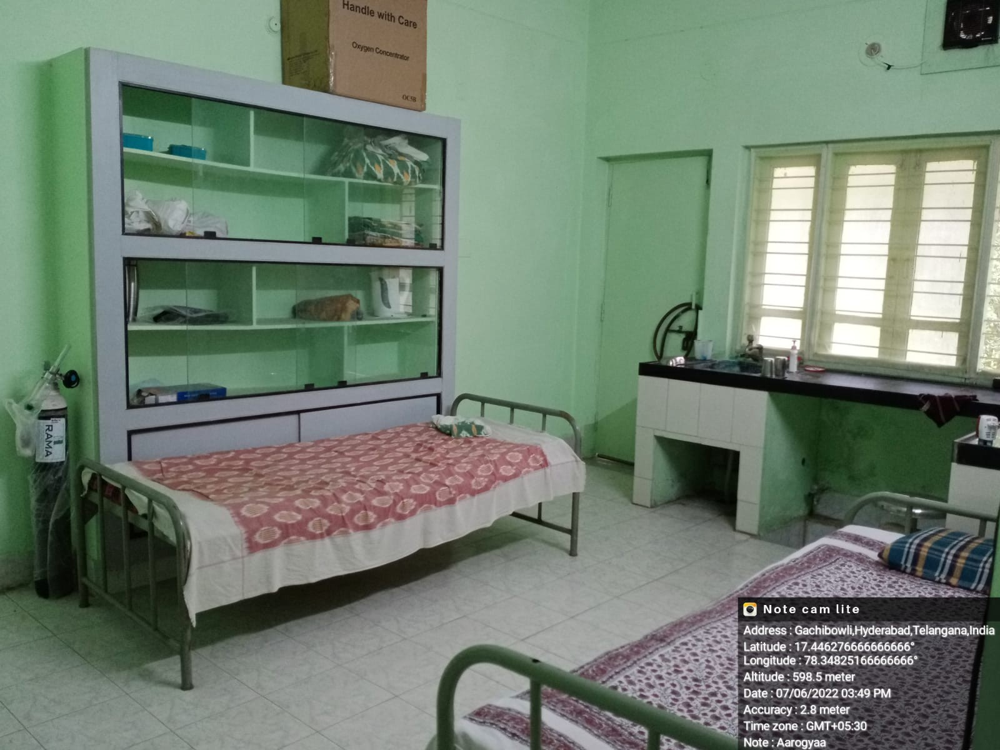 Handle with Care
Oxygen Concentrator
OC5B
RAMA
Note cam lite
Address : Gachibowli,Hyderabad,Telangana,India
Latitude : 17.446276666666666°
Longitude : 78.34825166666666°
Altitude : 598.5 meter
Date : 07/06/2022 03:49 PM
Accuracy : 2.8 meter
Time zone : GMT+05:30
Note : Aarogyaa